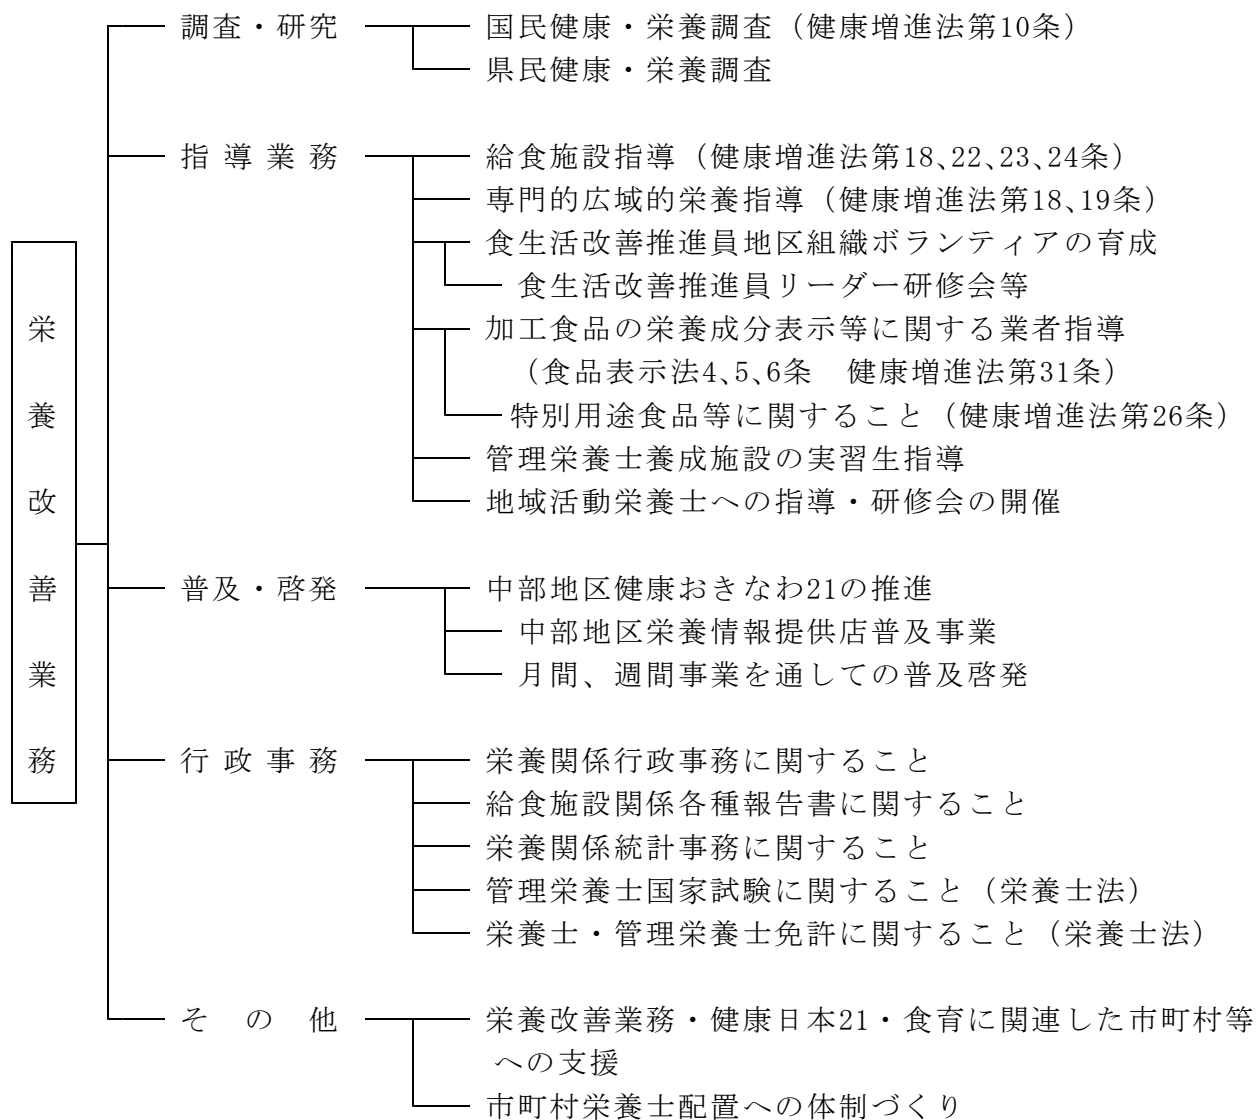 栄養改善業務
調査・研究
国民健康・栄養調査（健康増進法第10条）
県民健康・栄養調査
指導業務
給食施設指導（健康増進法第18、22、23、24条）
専門的広域的栄養指導（健康増進法第18、19条）
食生活改善推進員地区組織ボランティアの育成
食生活改善推進員リーダー研修会等
加工食品の栄養成分表示等に関する業者指導
（食品表示法4、5、6条　健康増進法第31条）
特別用途食品等に関すること（健康増進法第26条）
管理栄養士養成施設の実習生指導
地域活動栄養士への指導・研修会の開催
普及・啓発
中部地区健康おきなわ21の推進
中部地区栄養情報提供店普及事業
月間、週間事業を通しての普及啓発
行政事務
栄養関係行政事務に関すること
給食施設関係各種報告書に関すること
栄養関係統計事務に関すること
管理栄養士国家試験に関すること（栄養士法）
栄養士・管理栄養士免許に関すること（栄養士法）
その他
栄養改善業務・健康日本21・食育に関連した市町村等
への支援
市町村栄養士配置への体制づくり